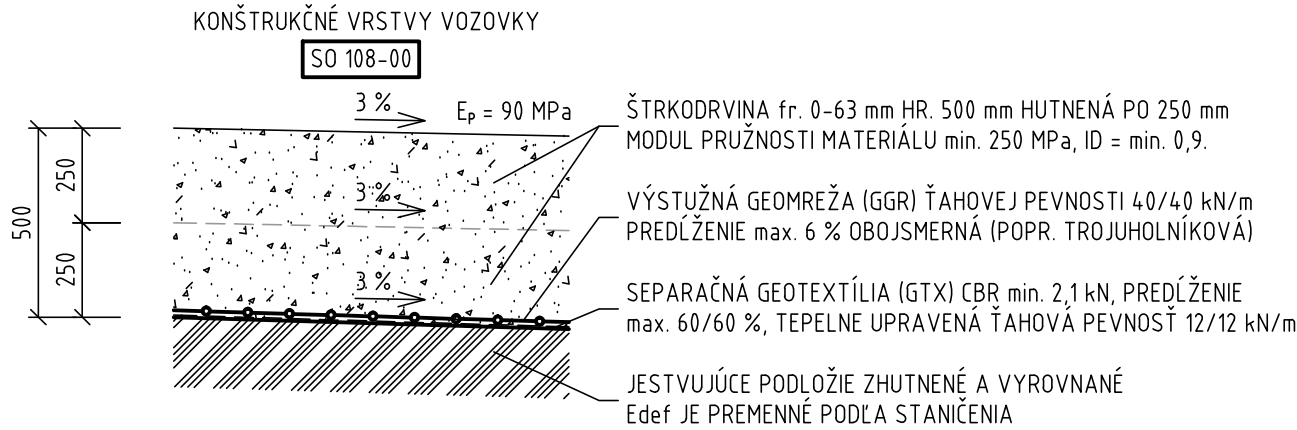 KONŠTRUKČNÉ VRSTVY VOZOVKY
SO 108-00
3 %
Eₚ = 90 MPa
ŠTRKODRVINA fr. 0-63 mm HR. 500 mm HUTNENÁ PO 250 mm
MODUL PRUŽNOSTI MATERIÁLU min. 250 MPa, ID = min. 0,9.
500
250
250
3 %
VÝSTUŽNÁ GEOMREŽA (GGR) ŤAHOVEJ PEVNOSTI 40/40 kN/m
PREDĹŽENIE max. 6 % OBOJSMERNÁ (POPR. TROJUHOLNÍKOVÁ)
3 %
SEPARAČNÁ GEOTEXTÍLIA (GTX) CBR min. 2,1 kN, PREDĹŽENIE
max. 60/60 %, TEPELNE UPRAVENÁ ŤAHOVÁ PEVNOSŤ 12/12 kN/m
JESTVUJÚCE PODLOŽIE ZHUTNENÉ A VYROVNANÉ
Edef JE PREMENNÉ PODĽA STANIČENIA